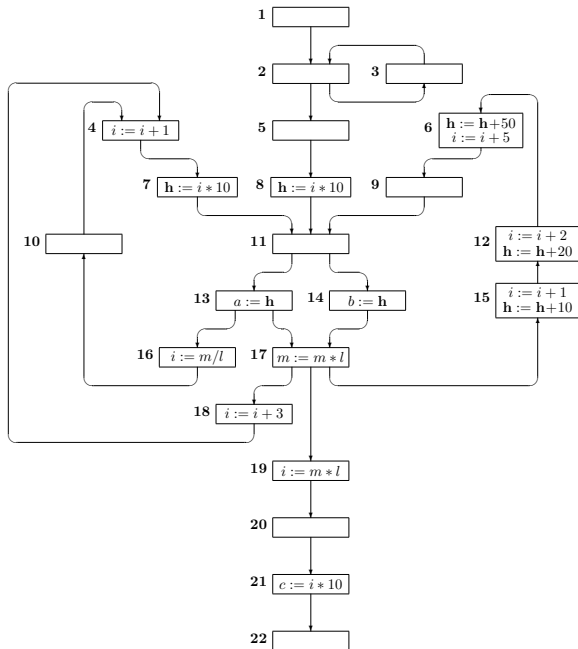 1
2
3
4 i := i + 1
5
6 h := h+50
i := i + 5
7 h := i * 10
8 h := i * 10
9
10
11
12 i := i + 2
h := h+20
13 a := h
14 b := h
15 i := i + 1
h := h+10
16 i := m/l
17 m := m * l
18 i := i + 3
19 i := m * l
20
21 c := i * 10
22